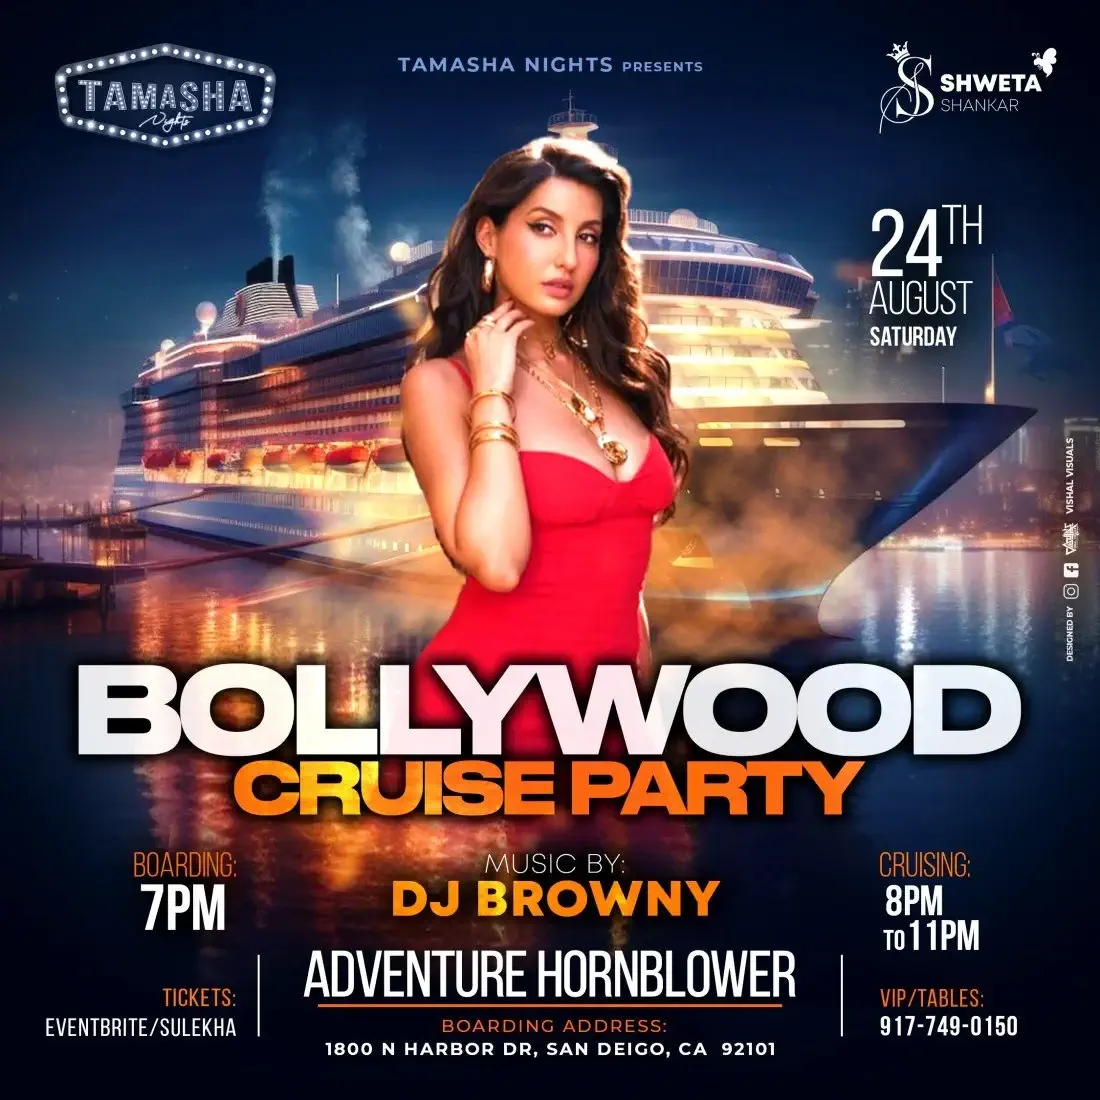 TAMASHA
Nights
TAMASHA NIGHTS PRESENTS
SHWETA
SHANKAR
24TH
AUGUST
SATURDAY
DESIGNED BY VISHAL VISUALS
BOLLYWOOD
CRUISE PARTY
BOARDING:
7PM
MUSIC BY:
DJ BROWNY
CRUISING:
8PM
TO 11PM
ADVENTURE HORNBLOWER
BOARDING ADDRESS:
1800 N HARBOR DR, SAN DEIGO, CA 92101
TICKETS:
EVENTBRITE/SULEKHA
VIP/TABLES:
917-749-0150